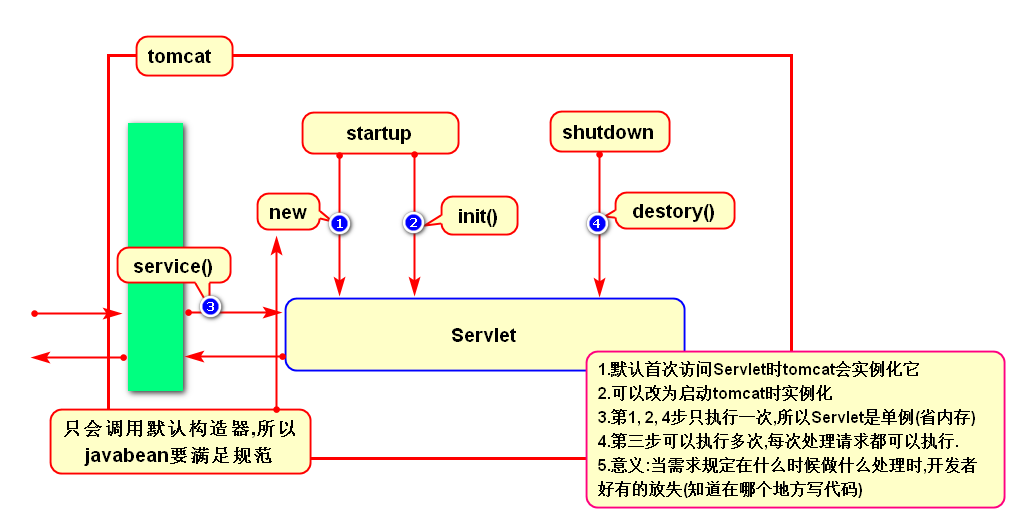 tomcat
startup
shutdown
new
1
2
init()
4
destory()
service()
3
Servlet
只会调用默认构造器,所以
javabean要满足规范
1.默认首次访问Servlet时tomcat会实例化它
2.可以改为启动tomcat时实例化
3.第1, 2, 4步只执行一次,所以Servlet是单例(省内存)
4.第三步可以执行多次,每次处理请求都可以执行.
5.意义:当需求规定在什么时候做什么处理时,开发者
好有的放失(知道在哪个地方写代码)